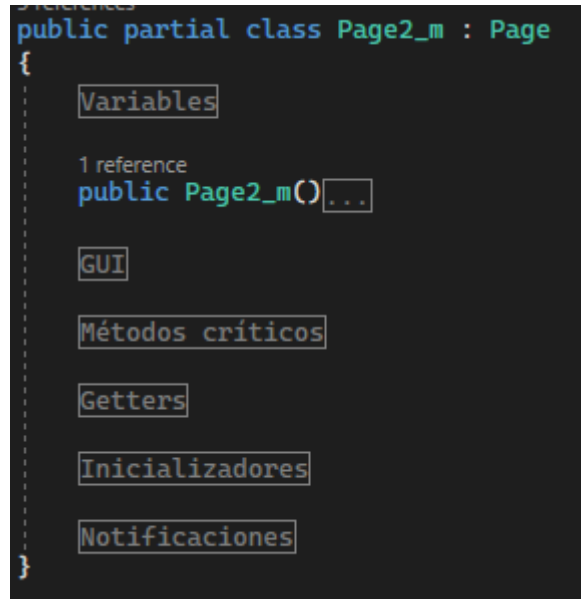 public partial class Page2_m : Page
{
Variables
1 reference
public Page2_m()...
GUI
Métodos críticos
Getters
Inicializadores
Notificaciones
}